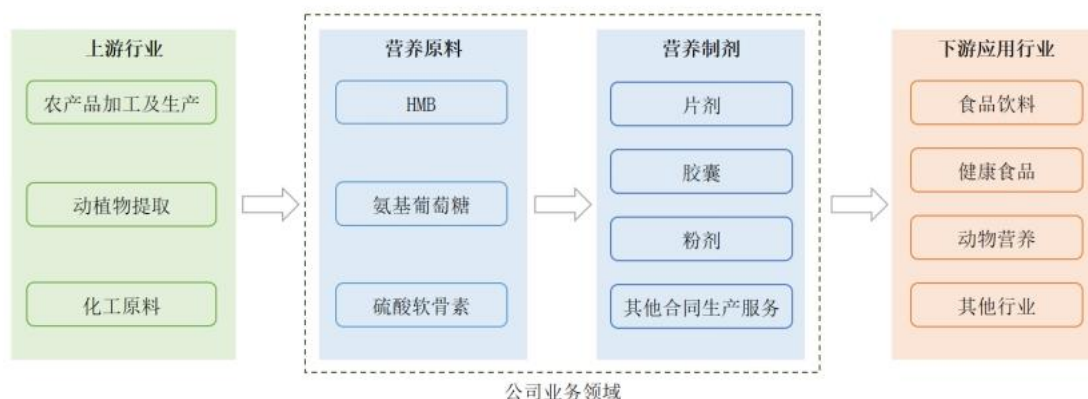 上游行业
农产品加工及生产
动植物提取
化工原料
营养原料
HMB
氨基葡萄糖
硫酸软骨素
营养制剂
片剂
胶囊
粉剂
其他合同生产服务
下游应用行业
食品饮料
健康食品
动物营养
其他行业
公司业务领域